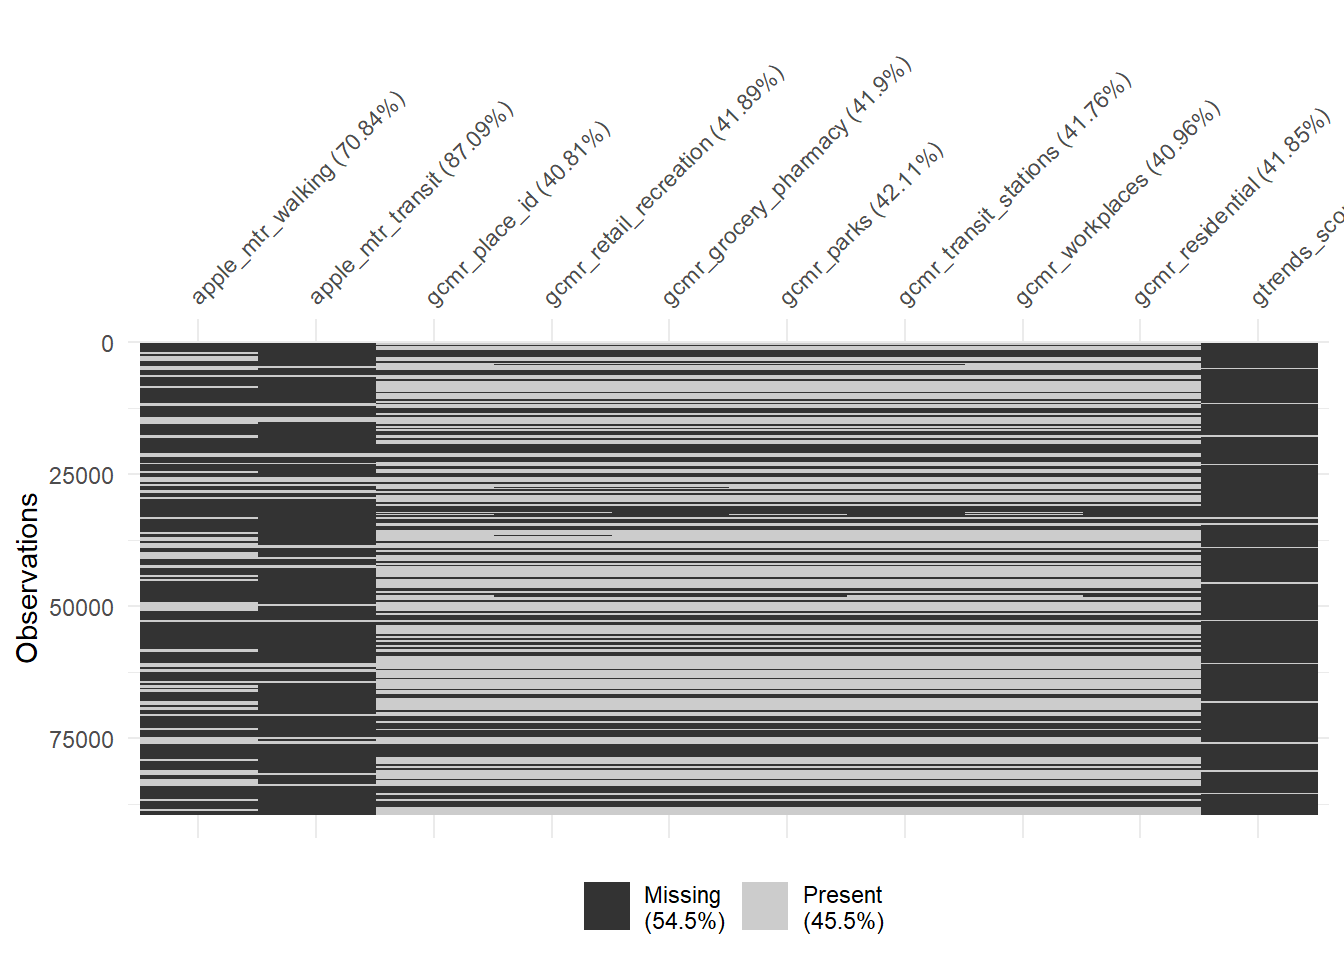 apple_mtr_walking (70.84%)
apple_mtr_transit (87.09%)
gcmr_place_id (40.81%)
gcmr_retail_recreation (41.89%)
gcmr_grocery_pharmacy (41.9%)
gcmr_parks (42.11%)
gcmr_transit_stations (41.76%)
gcmr_workplaces (40.96%)
gcmr_residential (41.85%)
0
25000
50000
75000
Observations
Missing
(54.5%)
Present
(45.5%)